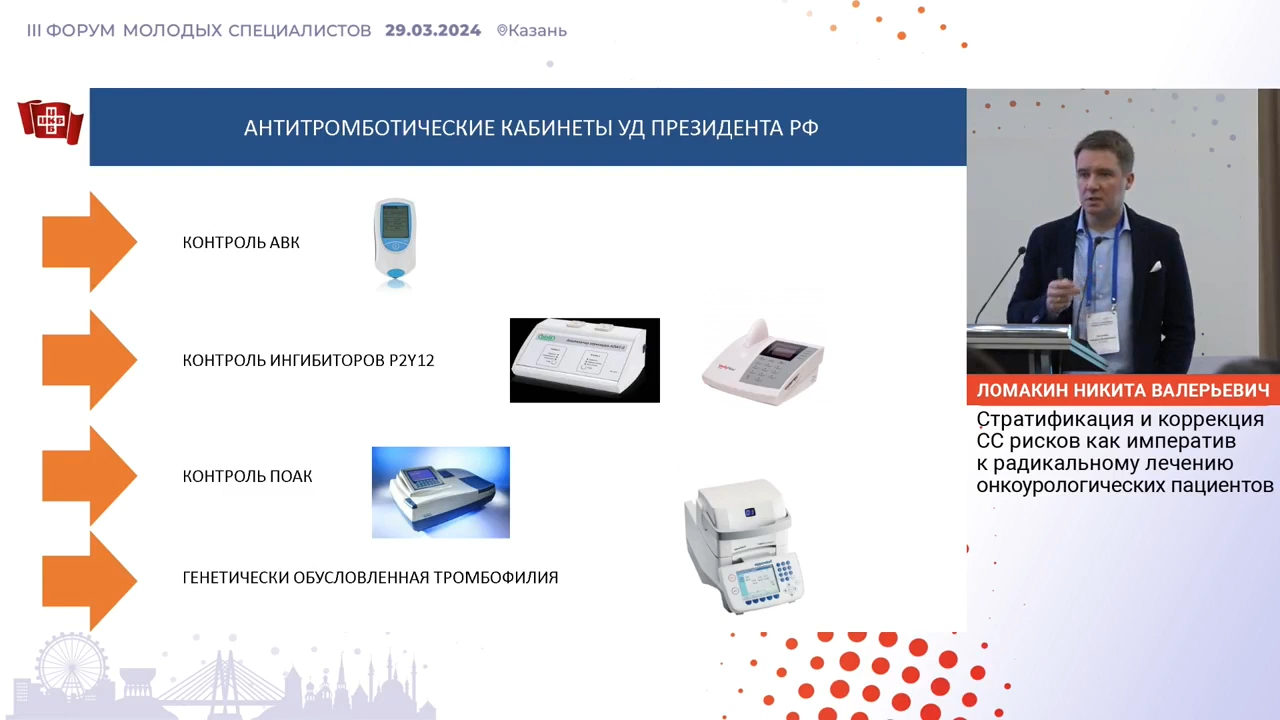 III ФОРУМ МОЛОДЫХ СПЕЦИАЛИСТОВ 29.03.2024 Казань
ЦКБ
АНТИТРОМБОТИЧЕСКИЕ КАБИНЕТЫ УД ПРЕЗИДЕНТА РФ
КОНТРОЛЬ АВК
КОНТРОЛЬ ИНГИБИТОРОВ P2Y12
КОНТРОЛЬ ПОАК
ГЕНЕТИЧЕСКИ ОБУСЛОВЛЕННАЯ ТРОМБОФИЛИЯ
ЛОМАКИН НИКИТА ВАЛЕРЬЕВИЧ
Стратификация и коррекция
СС рисков как императив
к радикальному лечению
онкоурологических пациентов